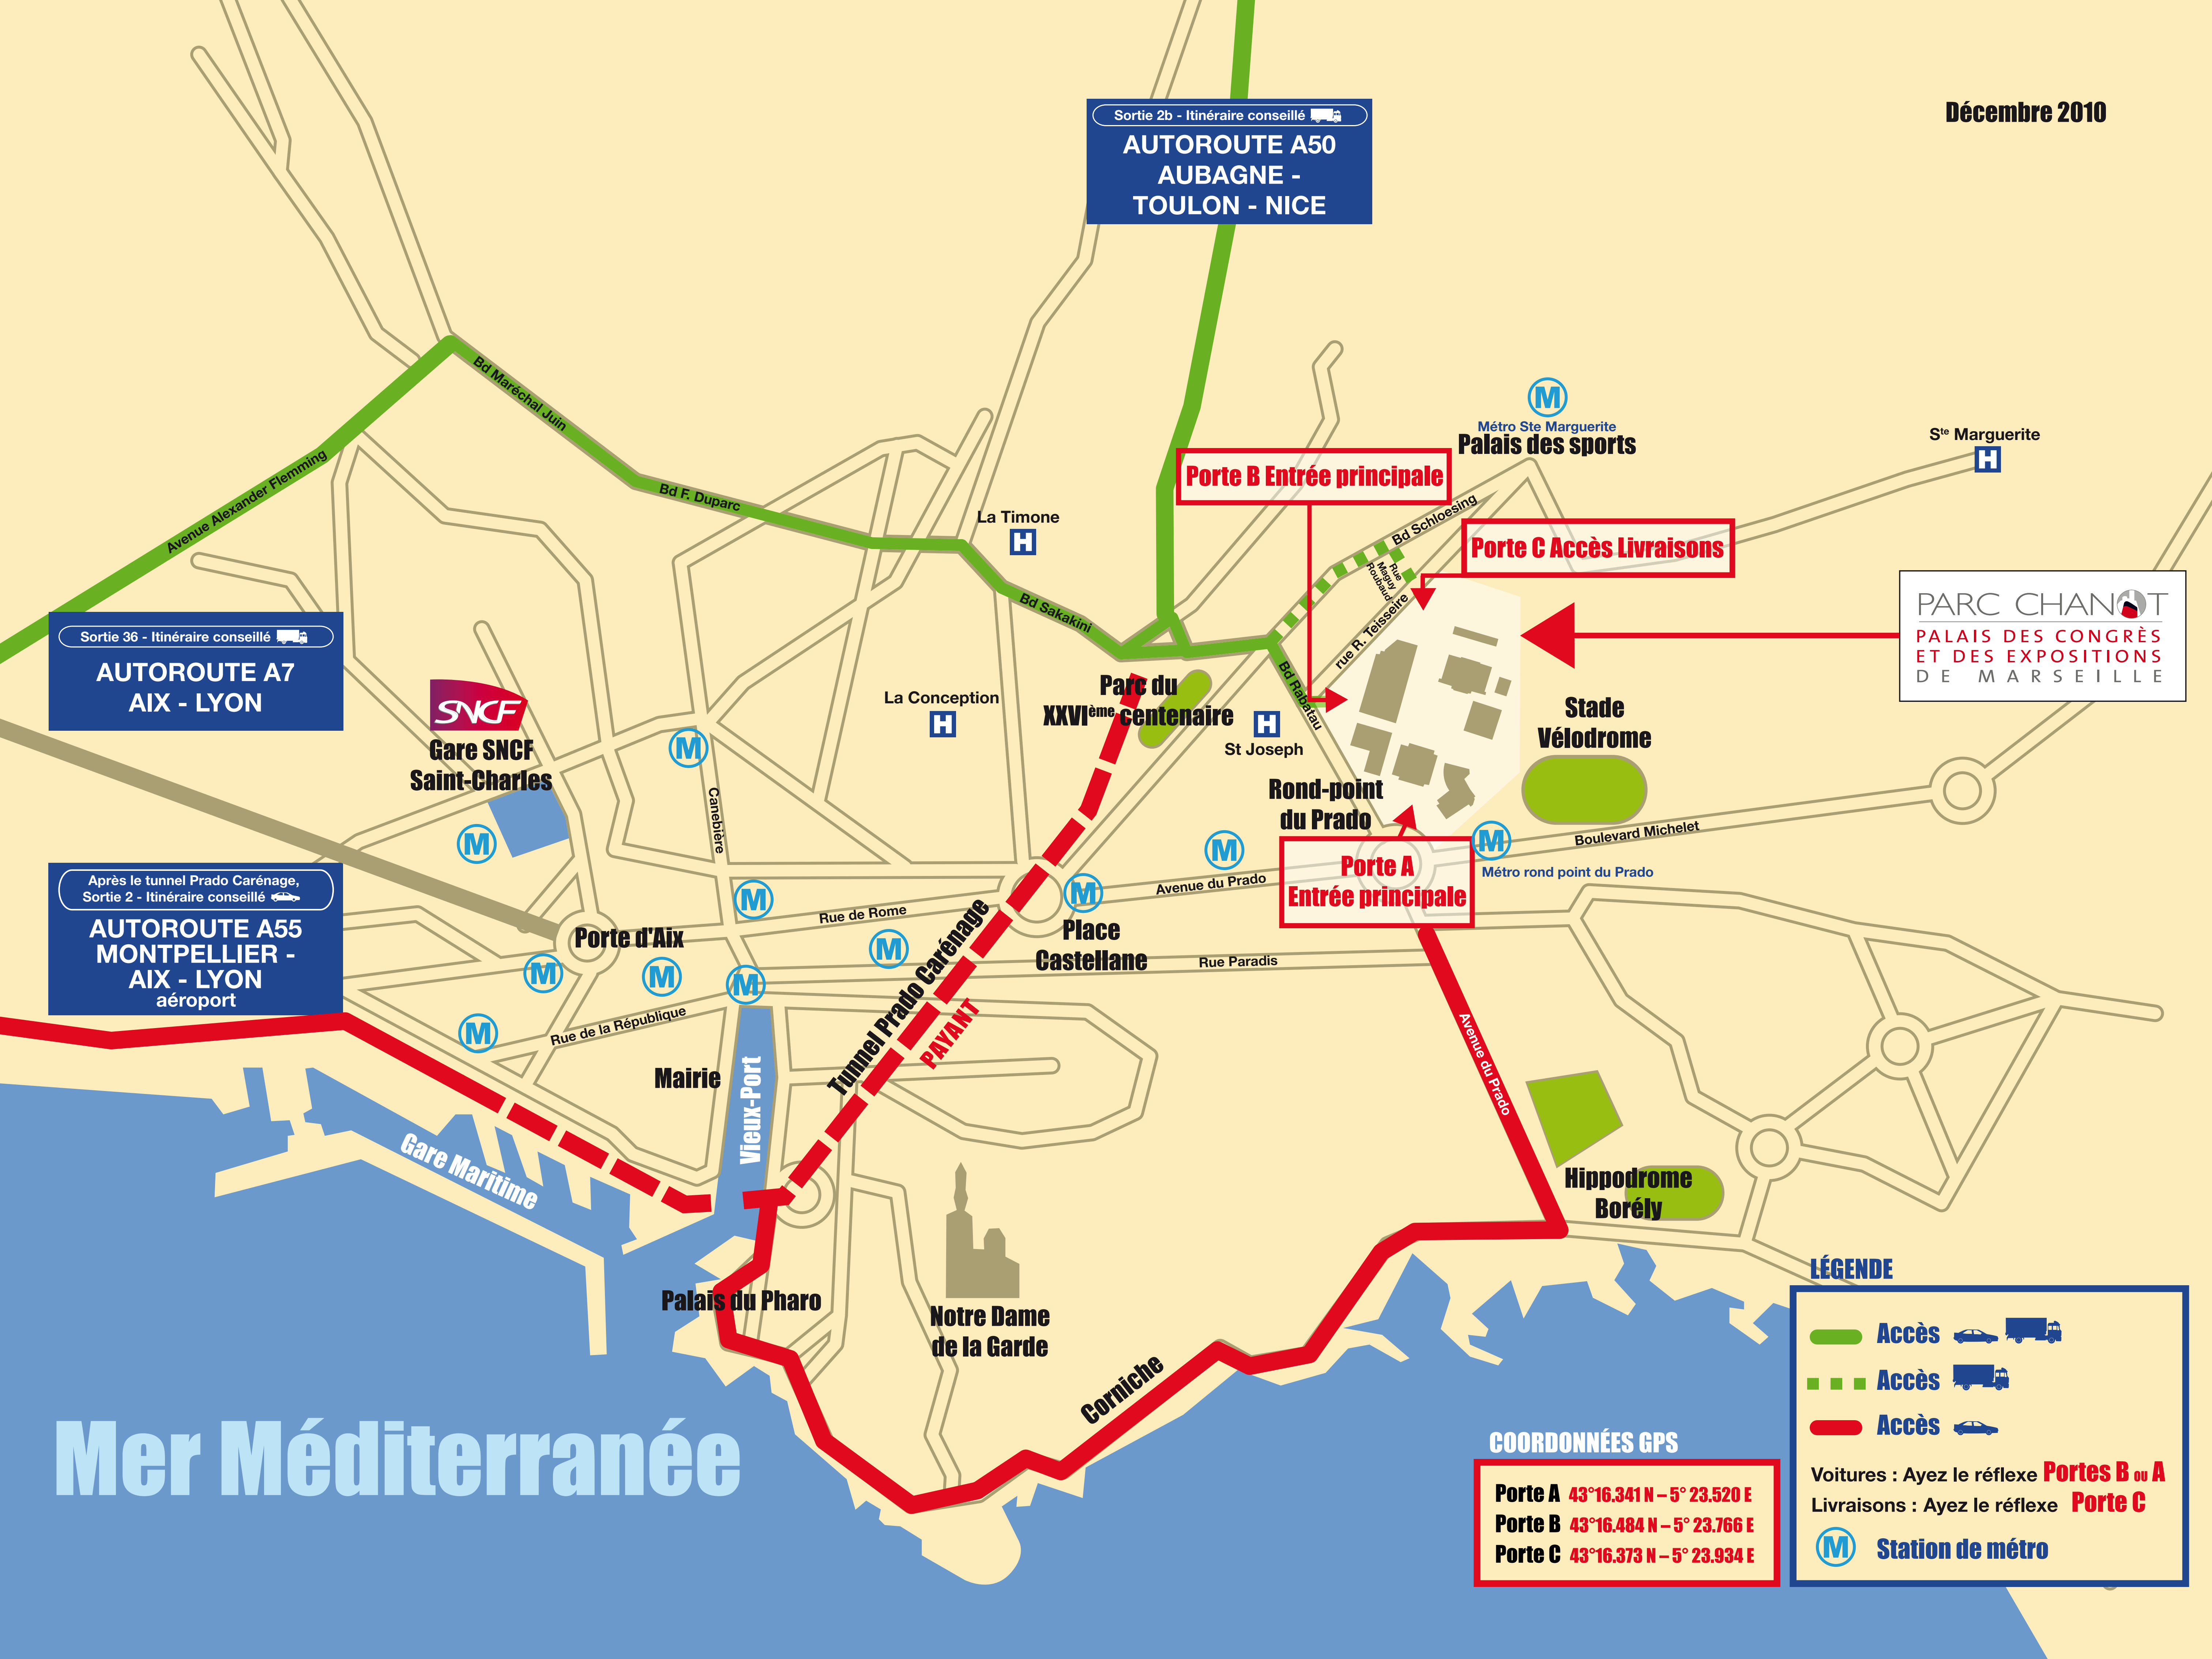 Décembre 2010
Sortie 2b - Itinéraire conseillé
AUTOROUTE A50
AUBAGNE -
TOULON - NICE
Bd Maréchal Juin
Avenue Alexander Flemming
Bd F. Duparc
La Timone
H
Bd Sakakini
M
Métro Ste Marguerite
Palais des sports
Ste Marguerite
H
Porte B Entrée principale
Bd Schloesing
Porte C Accès Livraisons
Rue
Maguy
Roubaud
rue R. Teisseire
Bd Rabatau
PARC CHANOT
PALAIS DES CONGRÈS
ET DES EXPOSITIONS
DE MARSEILLE
Sortie 36 - Itinéraire conseillé
AUTOROUTE A7
AIX - LYON
SNCF
Gare SNCF
Saint-Charles
M
M
Canebière
La Conception
H
Parc du
XXVIème centenaire
H
St Joseph
Stade
Vélodrome
Rond-point
du Prado
M
M
Boulevard Michelet
Métro rond point du Prado
Porte A
Entrée principale
Avenue du Prado
Après le tunnel Prado Carénage,
Sortie 2 - Itinéraire conseillé
AUTOROUTE A55
MONTPELLIER -
AIX - LYON
aéroport
Porte d'Aix
M
Rue de Rome
M
Place
Castellane
M
M
M
M
Rue Paradis
M
Rue de la République
Mairie
Vieux-Port
Tunnel Prado Carénage
PAYANT
Avenue du Prado
Gare Maritime
Hippodrome
Borély
Palais du Pharo
Notre Dame
de la Garde
Corniche
Mer Méditerranée
COORDONNÉES GPS
Porte A 43°16.341 N – 5° 23.520 E
Porte B 43°16.484 N – 5° 23.766 E
Porte C 43°16.373 N – 5° 23.934 E
LÉGENDE
Accès
Accès
Accès
Voitures : Ayez le réflexe Portes B ou A
Livraisons : Ayez le réflexe Porte C
M Station de métro